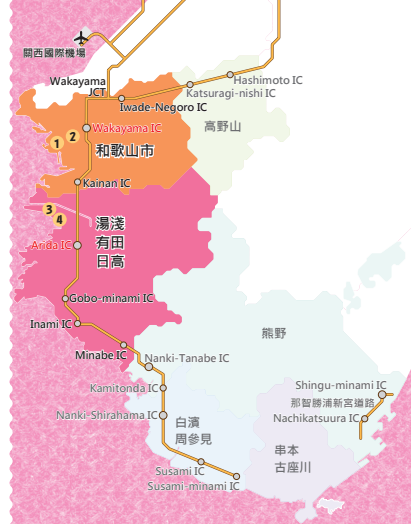 關西國際機場
Wakayama
JCT
Hashimoto IC
Katsuragi-nishi IC
Iwade-Negoro IC
高野山
Wakayama IC
1
2
和歌山市
Kainan IC
3
4
湯淺
有田
日高
Arida IC
Gobo-minami IC
Inami IC
熊野
Minabe IC
Nanki-Tanabe IC
Kamitonda IC
Shingu-minami IC
那智勝浦新宮道路
Nanki-Shirahama IC
Nachikatsuura IC
白濱
周參見
串本
古座川
Susami IC
Susami-minami IC